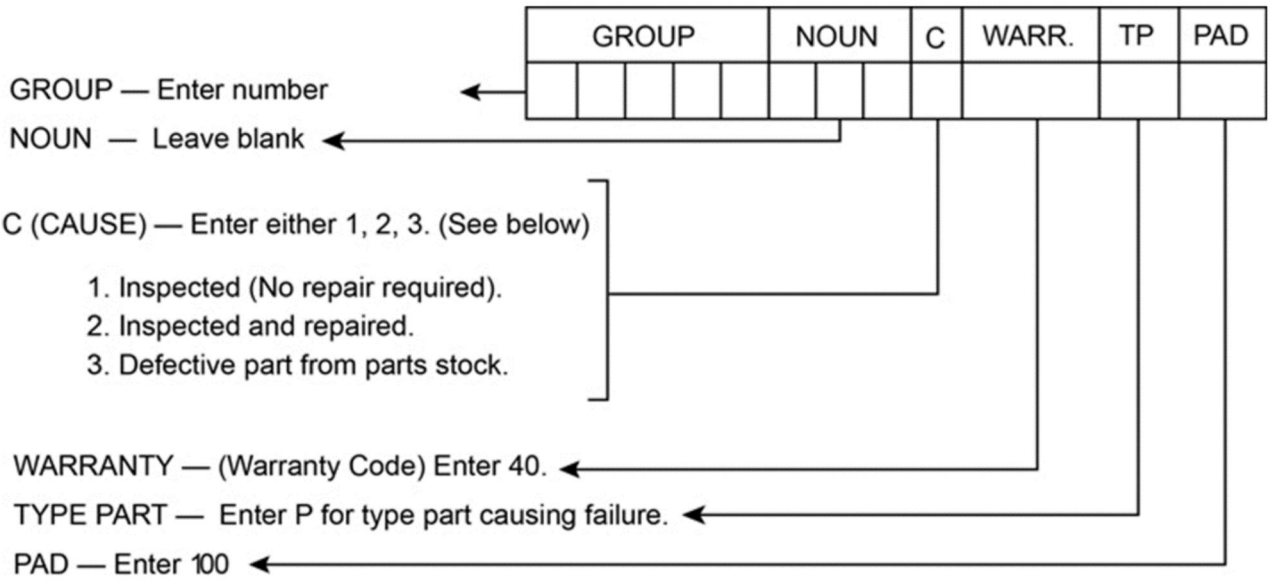 GROUP NOUN C WARR. TP PAD
GROUP — Enter number
NOUN — Leave blank
C (CAUSE) — Enter either 1, 2, 3. (See below)
1. Inspected (No repair required).
2. Inspected and repaired.
3. Defective part from parts stock.
WARRANTY — (Warranty Code) Enter 40.
TYPE PART — Enter P for type part causing failure.
PAD — Enter 100